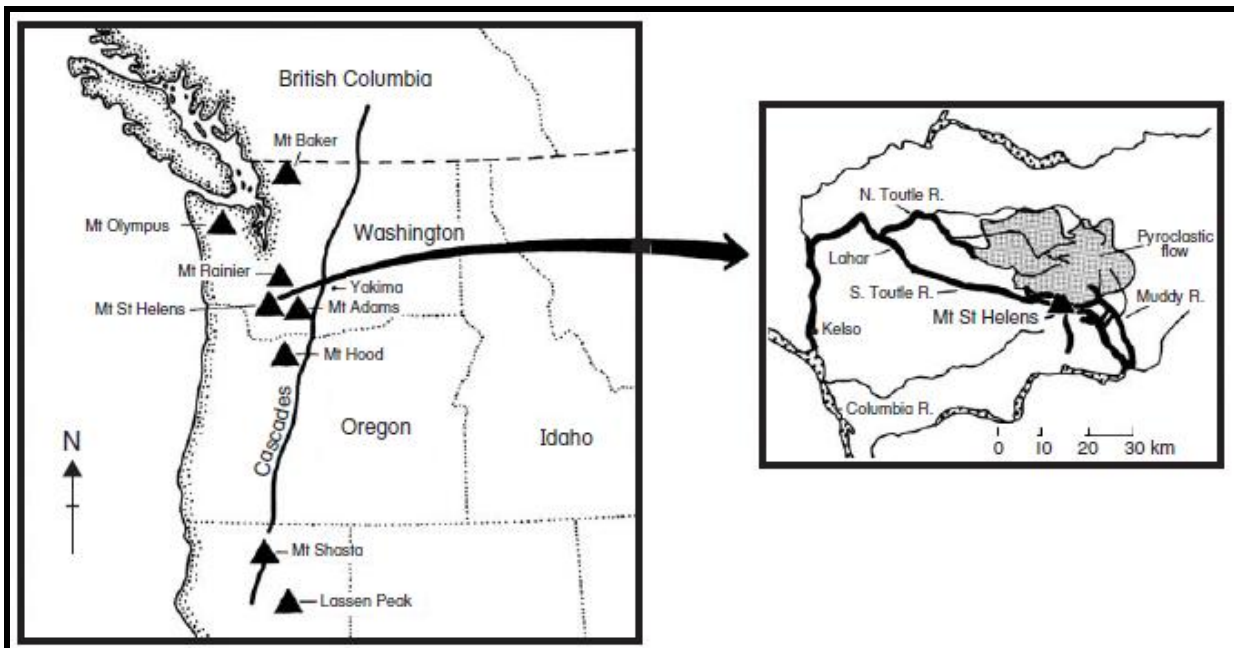 British Columbia
Mt Baker
Mt Olympus
Washington
Mt Rainier
Yakima
Mt St Helens
Mt Adams
Mt Hood
Cascades
Oregon
Idaho
N
Mt Shasta
Lassen Peak
N. Toutle R.
Pyroclastic
flow
Lahar
S. Toutle R.
Muddy R.
Mt St Helens
Kelso
Columbia R.
0 10 20 30 km